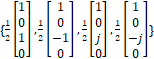 {½[1 0 1 0], ½[1 0 −1 0], ½[1 0 j 0], ½[1 0 −j 0]}